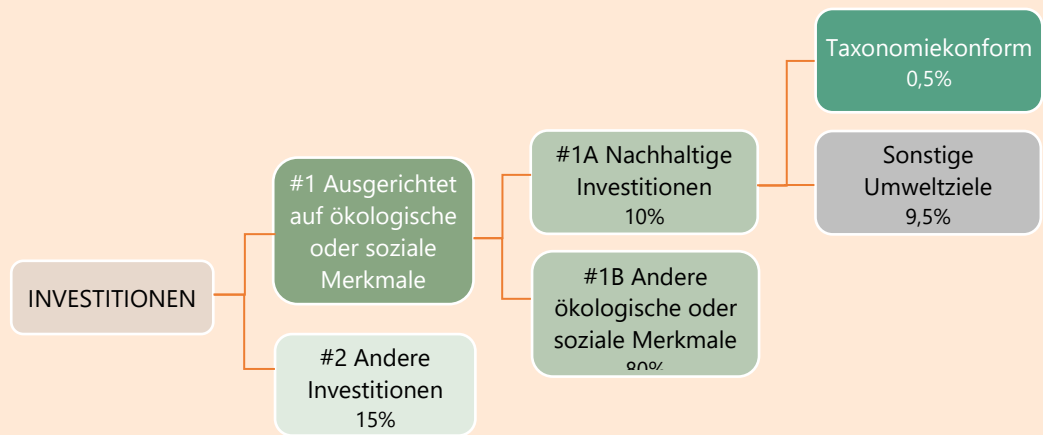 INVESTITIONEN
#1 Ausgerichtet
auf ökologische
oder soziale
Merkmale
#2 Andere
Investitionen
15%
#1A Nachhaltige
Investitionen
10%
#1B Andere
ökologische oder
soziale Merkmale
80%
Taxonomiekonform
0,5%
Sonstige
Umweltziele
9,5%